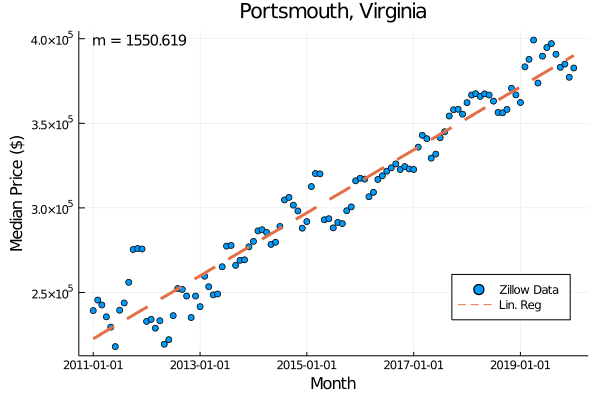 Portsmouth, Virginia
m = 1550.619
4.0×10⁵
3.5×10⁵
3.0×10⁵
2.5×10⁵
Median Price ($)
Zillow Data
Lin. Reg
2011-01-01 2013-01-01 2015-01-01 2017-01-01 2019-01-01
Month